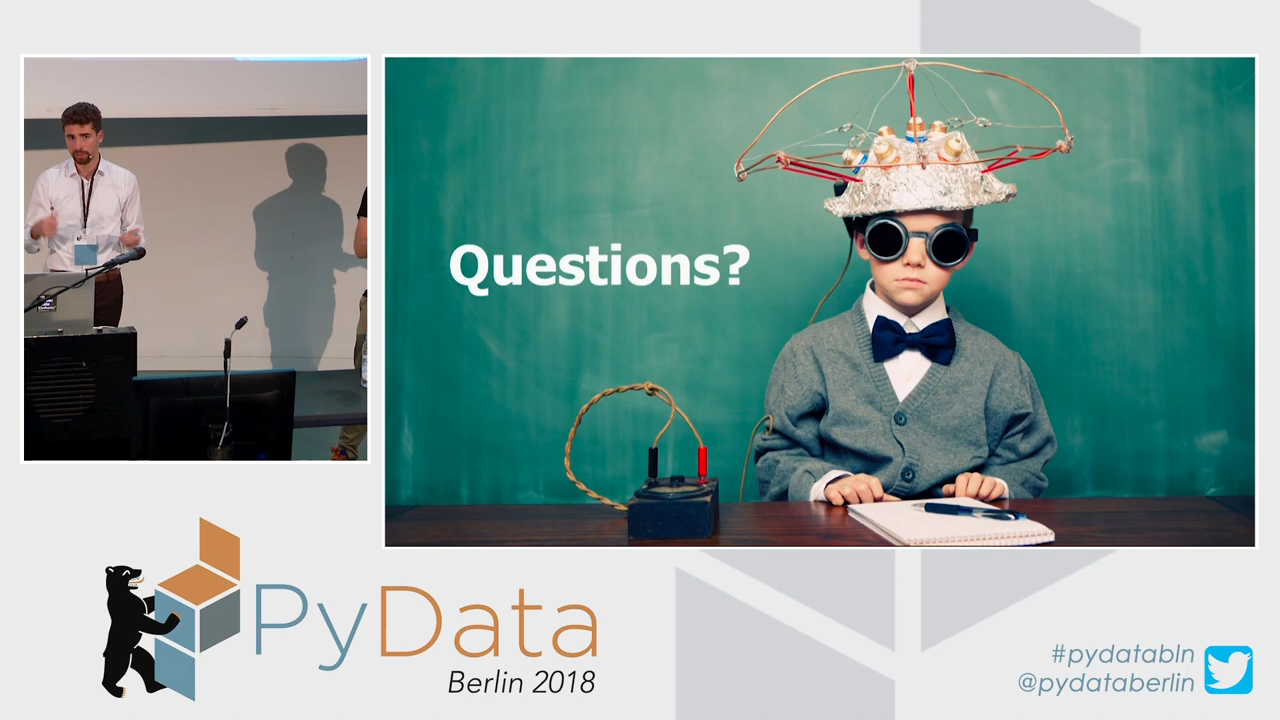 Questions?
PyData
Berlin 2018
#pydatabln
@pydataberlin